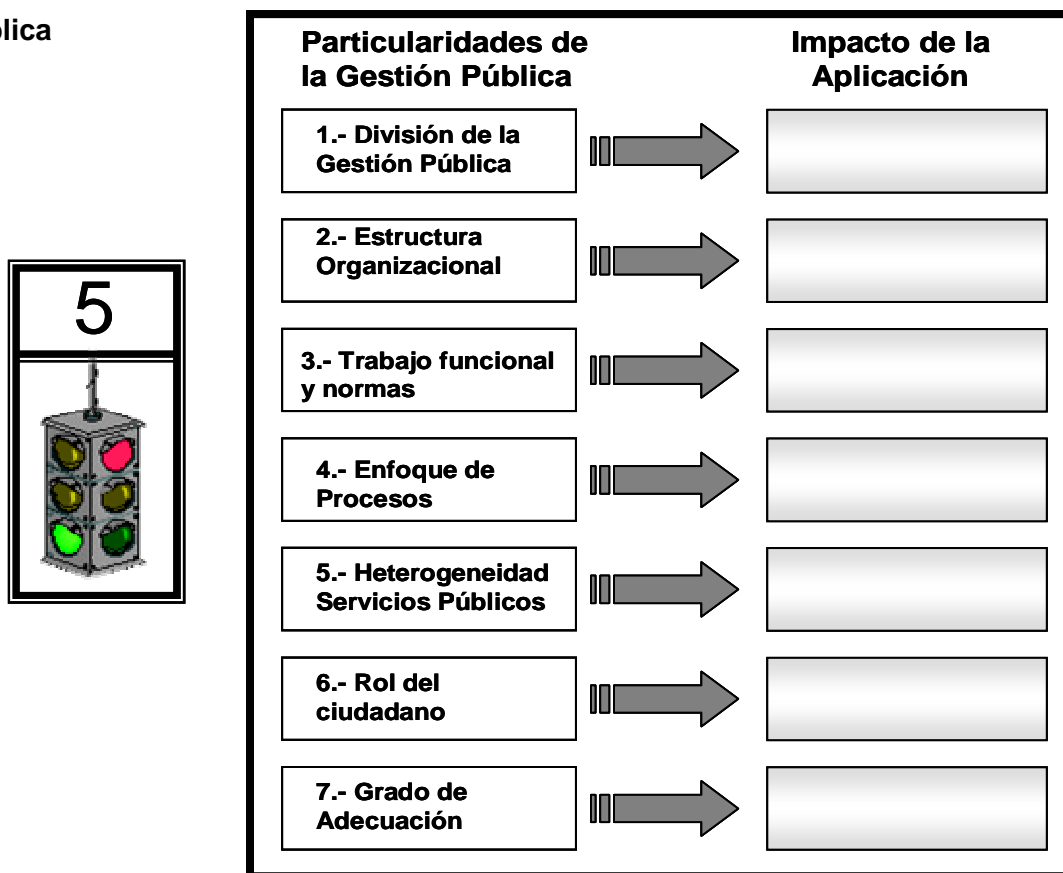 Particularidades de
la Gestión Pública
Impacto de la
Aplicación
1.- División de la
Gestión Pública
2.- Estructura
Organizacional
3.- Trabajo funcional
y normas
4.- Enfoque de
Procesos
5.- Heterogeneidad
Servicios Públicos
6.- Rol del
ciudadano
7.- Grado de
Adecuación
5